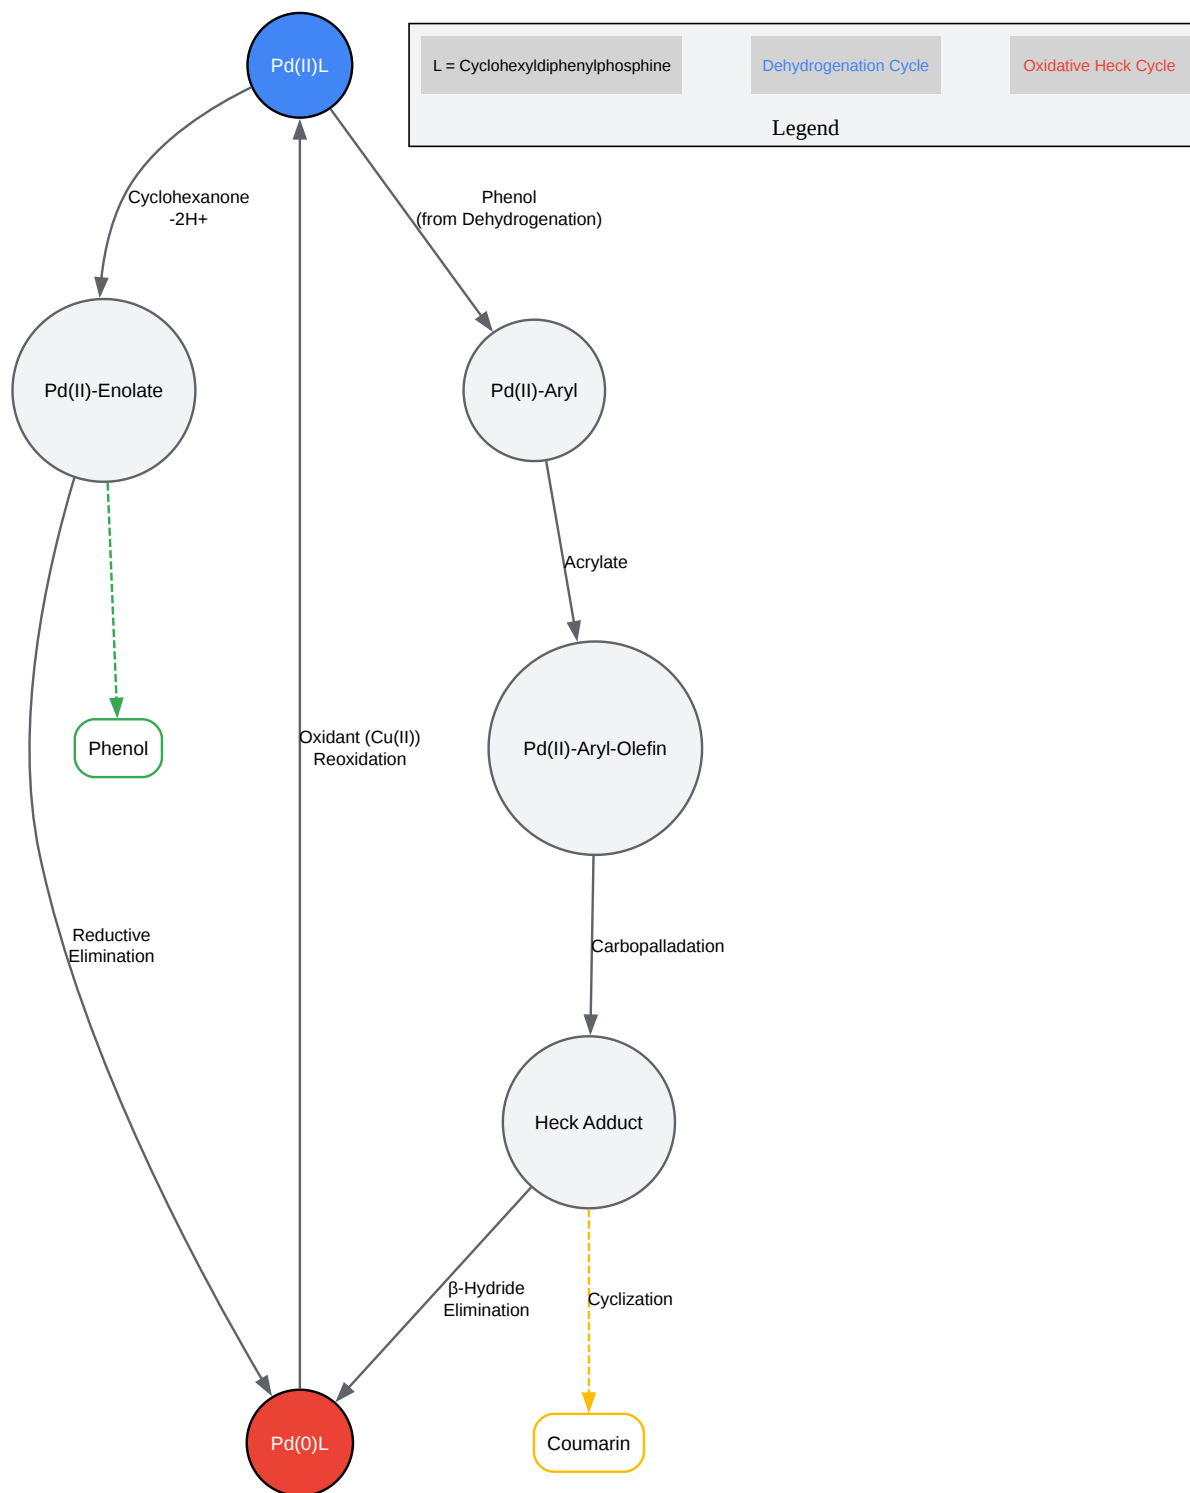 Pd(II)L
L = Cyclohexyldiphenylphosphine
Dehydrogenation Cycle
Oxidative Heck Cycle
Legend
Cyclohexanone
-2H+
Phenol
(from Dehydrogenation)
Pd(II)-Enolate
Pd(II)-Aryl
Acrylate
Phenol
Oxidant (Cu(II))
Reoxidation
Pd(II)-Aryl-Olefin
Reductive
Elimination
Carbopalladation
Heck Adduct
β-Hydride
Elimination
Cyclization
Pd(0)L
Coumarin